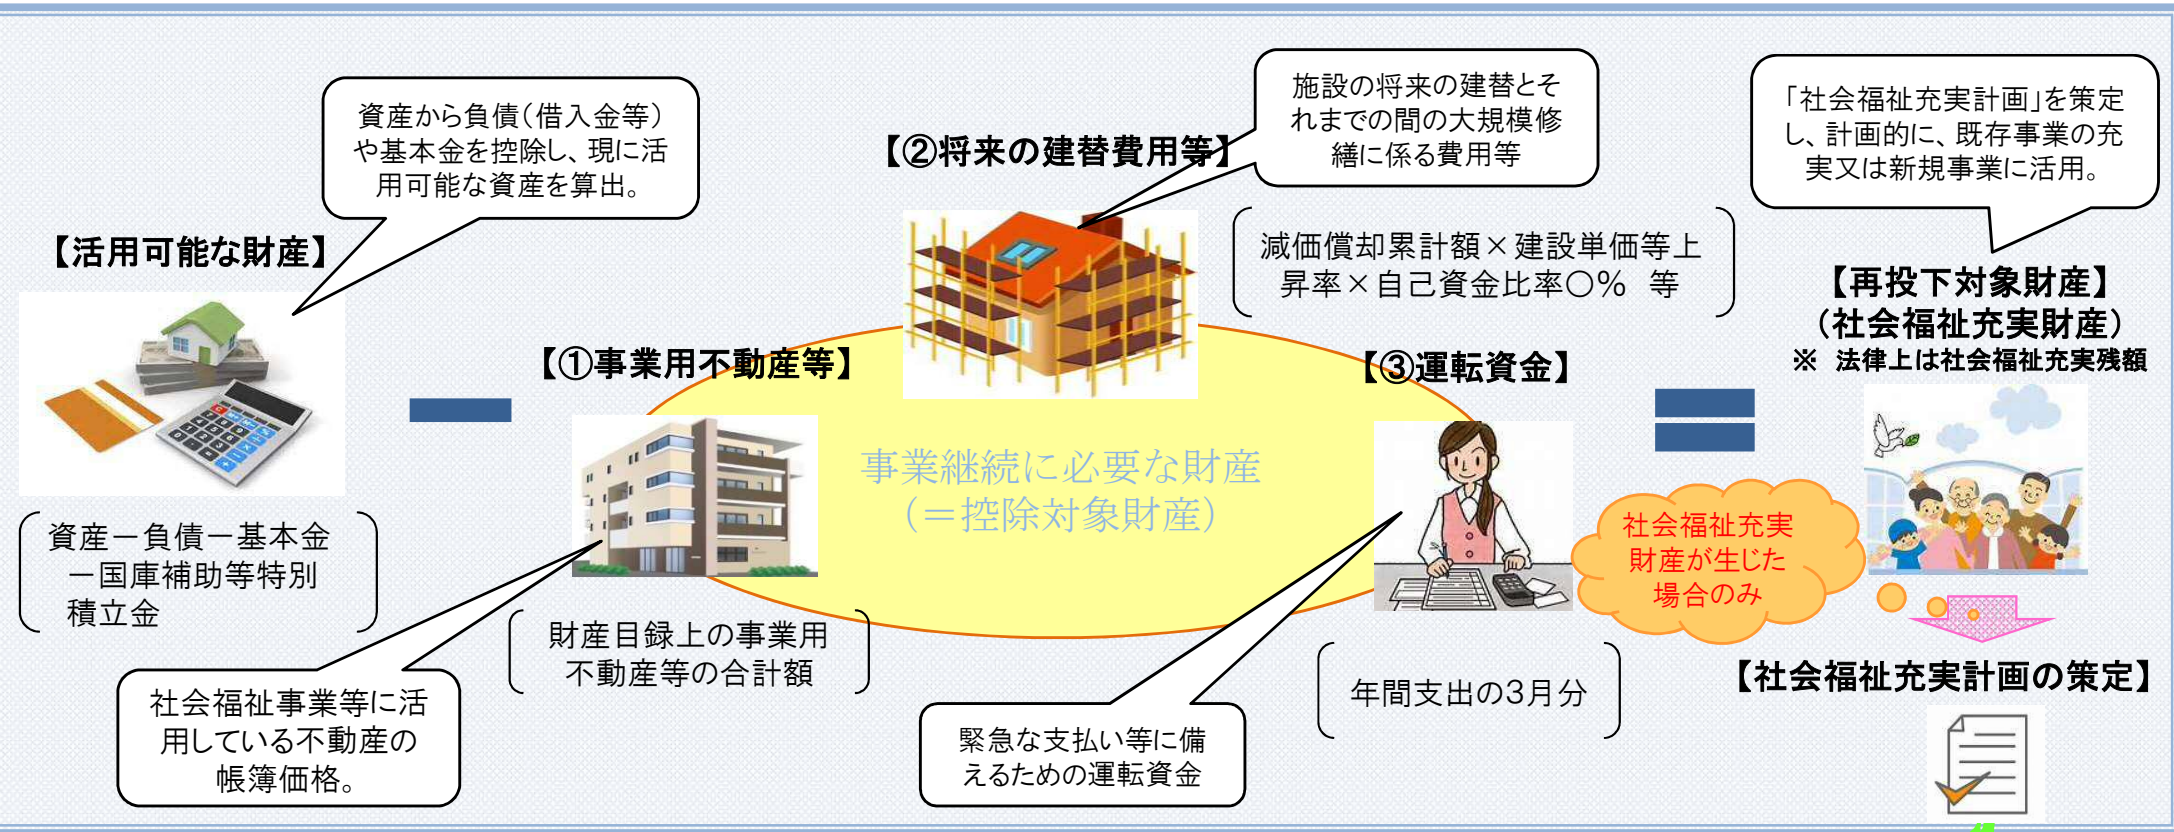 資産から負債（借入金等）
や基本金を控除し、現に活
用可能な資産を算出。
【活用可能な財産】
資産－負債－基本金
－国庫補助等特別
積立金
【①事業用不動産等】
社会福祉事業等に活
用している不動産の
帳簿価格。
財産目録上の事業用
不動産等の合計額
【②将来の建替費用等】
施設の将来の建替とそ
れまでの間の大規模修
繕に係る費用等
減価償却累計額×建設単価等上
昇率×自己資金比率〇％　等
事業継続に必要な財産
（＝控除対象財産）
【③運転資金】
緊急な支払い等に備
えるための運転資金
年間支出の3月分
「社会福祉充実計画」を策定
し、計画的に、既存事業の充
実又は新規事業に活用。
【再投下対象財産】
（社会福祉充実財産）
※　法律上は社会福祉充実残額
社会福祉充実
財産が生じた
場合のみ
【社会福祉充実計画の策定】